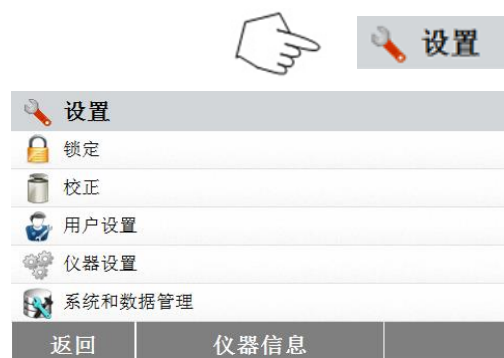 设置
设置
锁定
校正
用户设置
仪器设置
系统和数据管理
返回 仪器信息